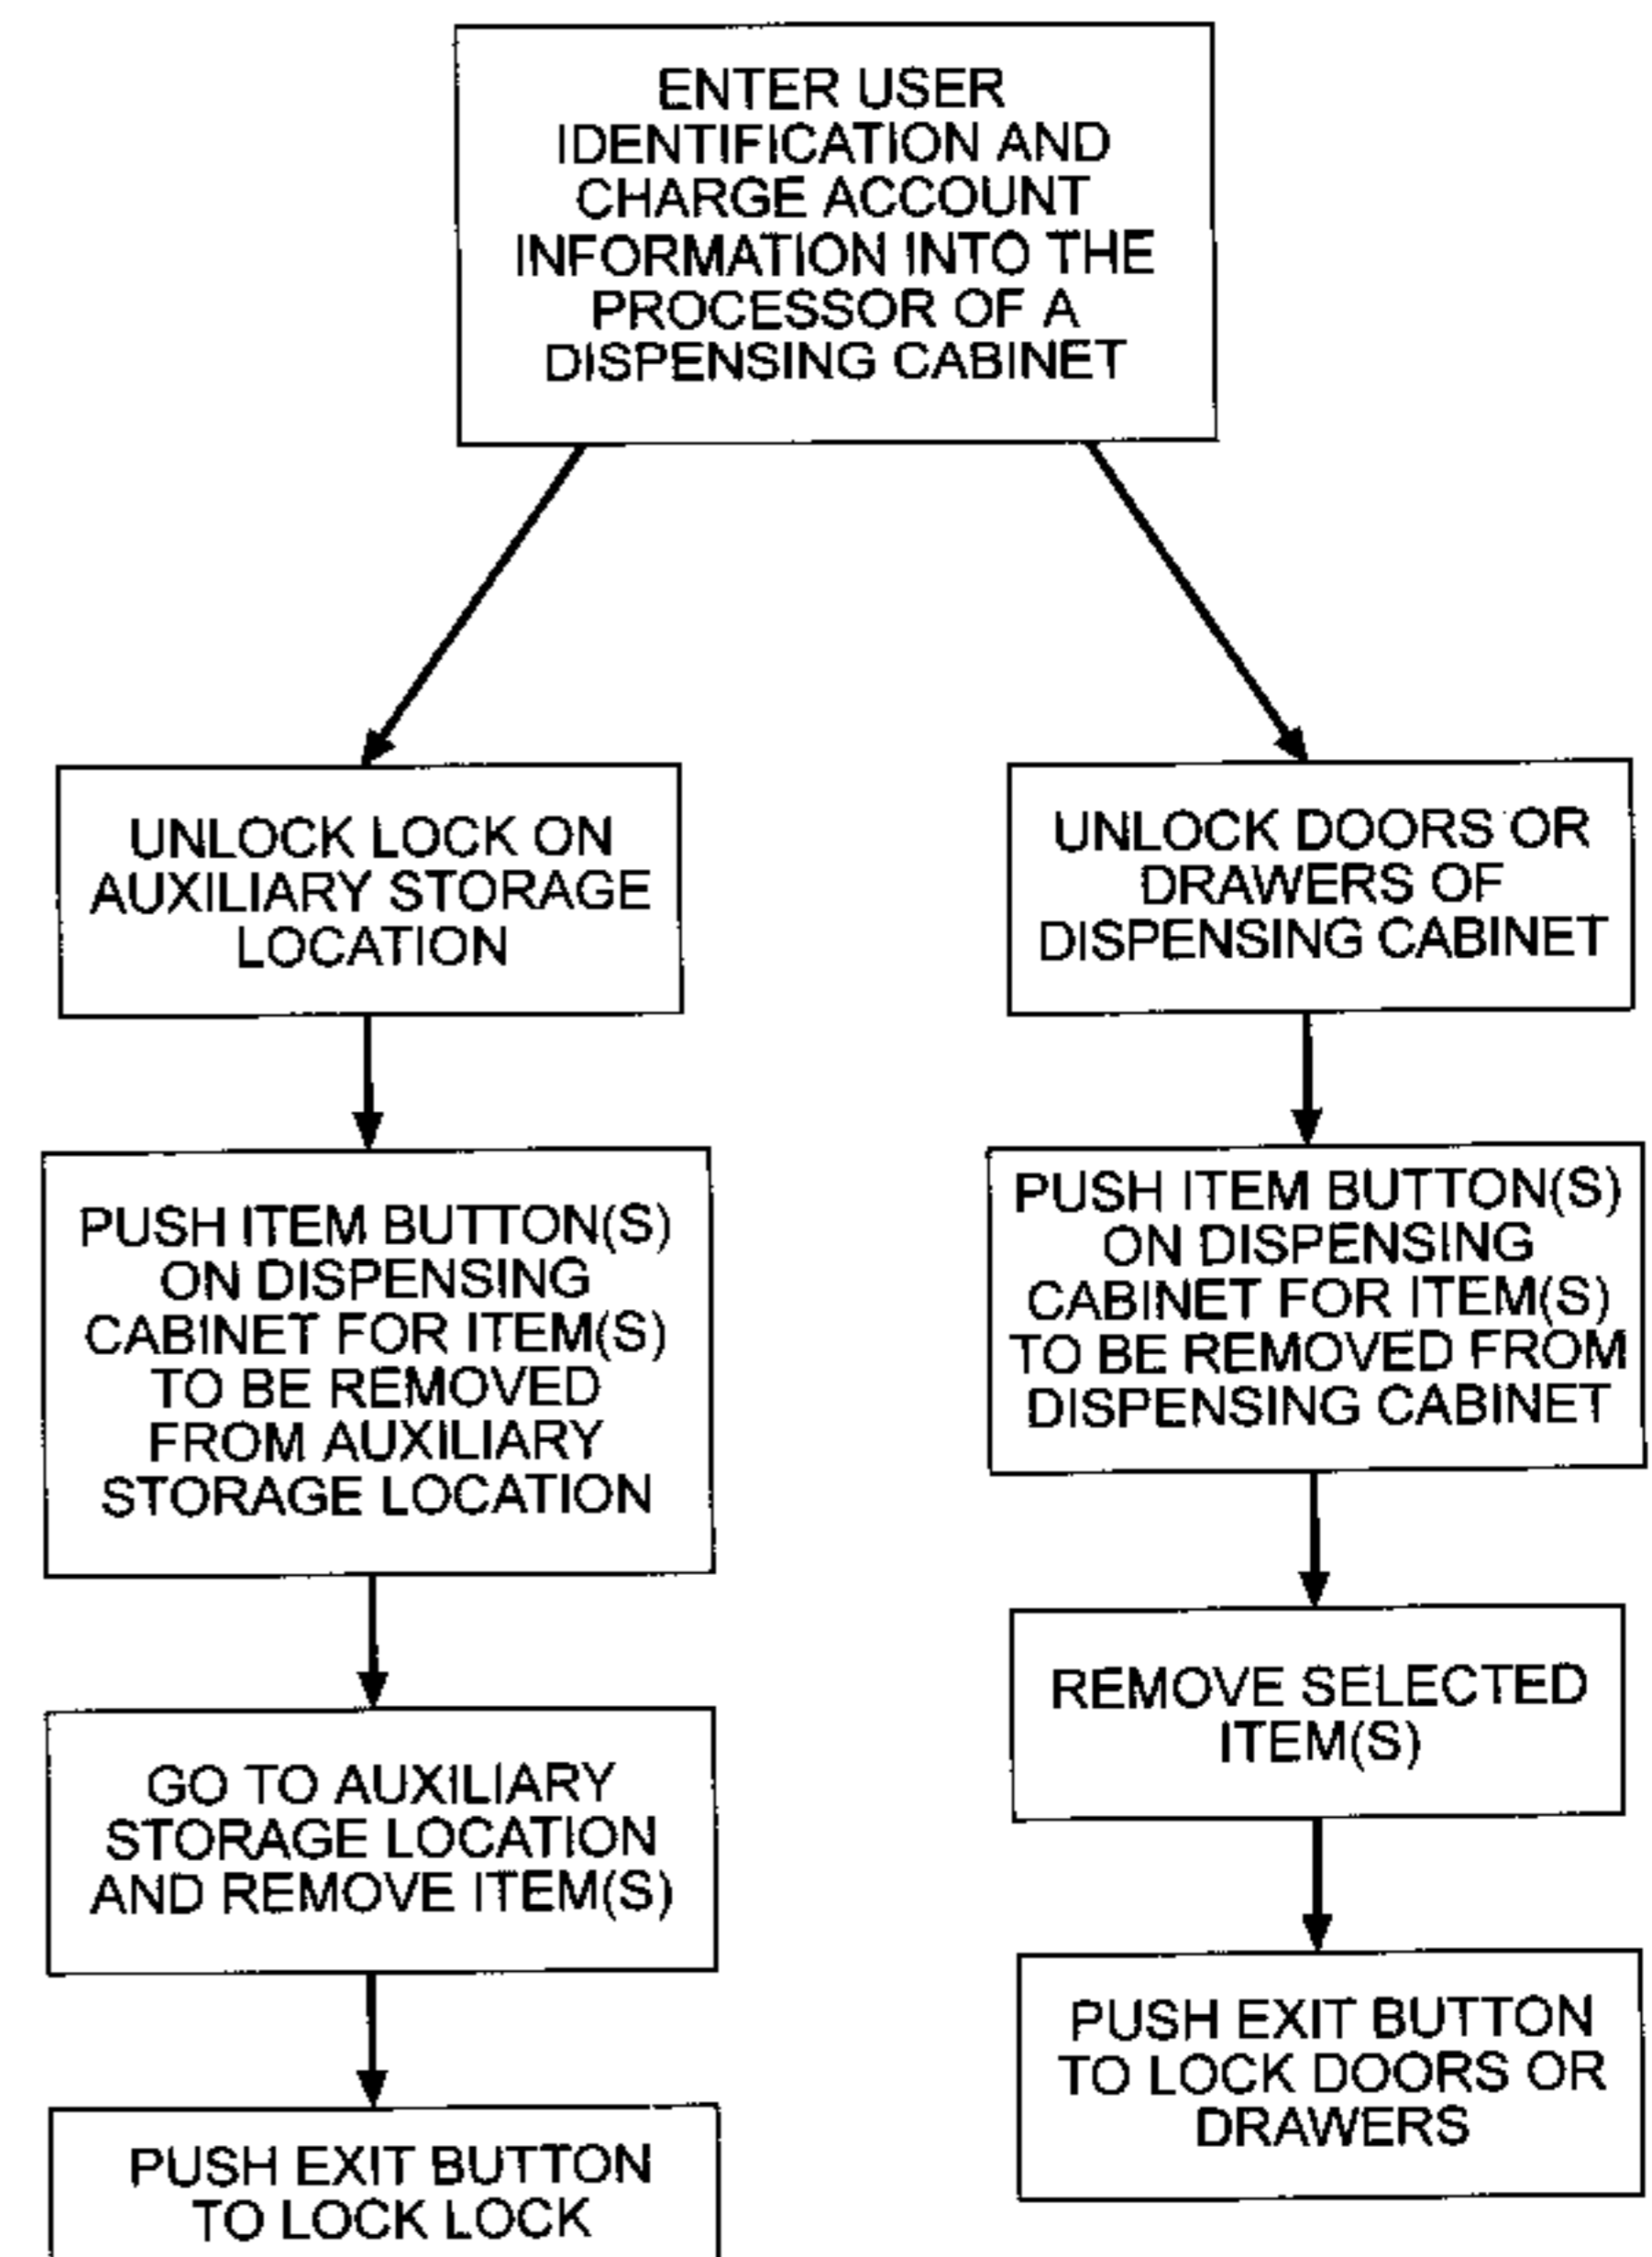 ENTER USER
IDENTIFICATION AND
CHARGE ACCOUNT
INFORMATION INTO THE
PROCESSOR OF A
DISPENSING CABINET
UNLOCK LOCK ON
AUXILIARY STORAGE
LOCATION
PUSH ITEM BUTTON(S)
ON DISPENSING
CABINET FOR ITEM(S)
TO BE REMOVED
FROM AUXILIARY
STORAGE LOCATION
GO TO AUXILIARY
STORAGE LOCATION
AND REMOVE ITEM(S)
PUSH EXIT BUTTON
TO LOCK LOCK
UNLOCK DOORS OR
DRAWERS OF
DISPENSING CABINET
PUSH ITEM BUTTON(S)
ON DISPENSING
CABINET FOR ITEM(S)
TO BE REMOVED FROM
DISPENSING CABINET
REMOVE SELECTED
ITEM(S)
PUSH EXIT BUTTON
TO LOCK DOORS OR
DRAWERS